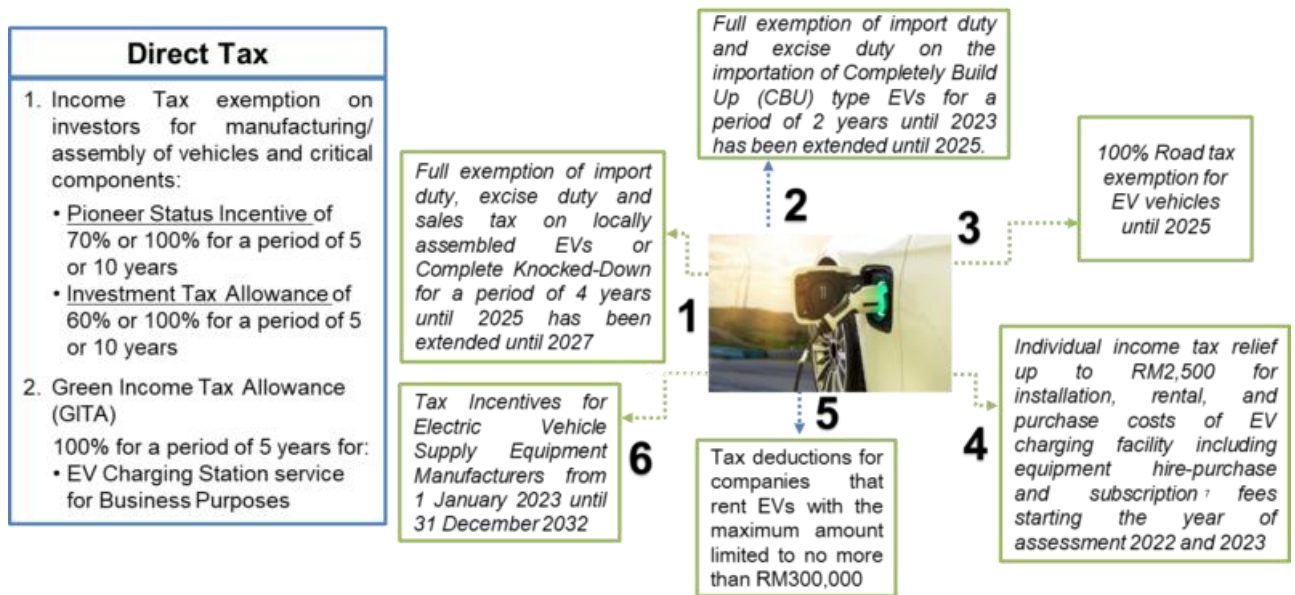 Direct Tax
1. Income Tax exemption on
investors for manufacturing/
assembly of vehicles and critical
components:
• Pioneer Status Incentive of
70% or 100% for a period of 5
or 10 years
• Investment Tax Allowance of
60% or 100% for a period of 5
or 10 years
2. Green Income Tax Allowance
(GITA)
100% for a period of 5 years for:
• EV Charging Station service
for Business Purposes
Full exemption of import
duty, excise duty and
sales tax on locally
assembled EVs or
Complete Knocked-Down
for a period of 4 years
until 2025 has been
extended until 2027
1
Full exemption of import duty
and excise duty on the
importation of Completely Build
Up (CBU) type EVs for a
period of 2 years until 2023
has been extended until 2025.
2
100% Road tax
exemption for
EV vehicles
until 2025
3
Individual income tax relief
up to RM2,500 for
installation, rental, and
purchase costs of EV
charging facility including
equipment hire-purchase
and subscription 7 fees
starting the year of
assessment 2022 and 2023
4
Tax deductions for
companies that
rent EVs with the
maximum amount
limited to no more
than RM300,000
5
Tax Incentives for
Electric Vehicle
Supply Equipment
Manufacturers from
1 January 2023 until
31 December 2032
6